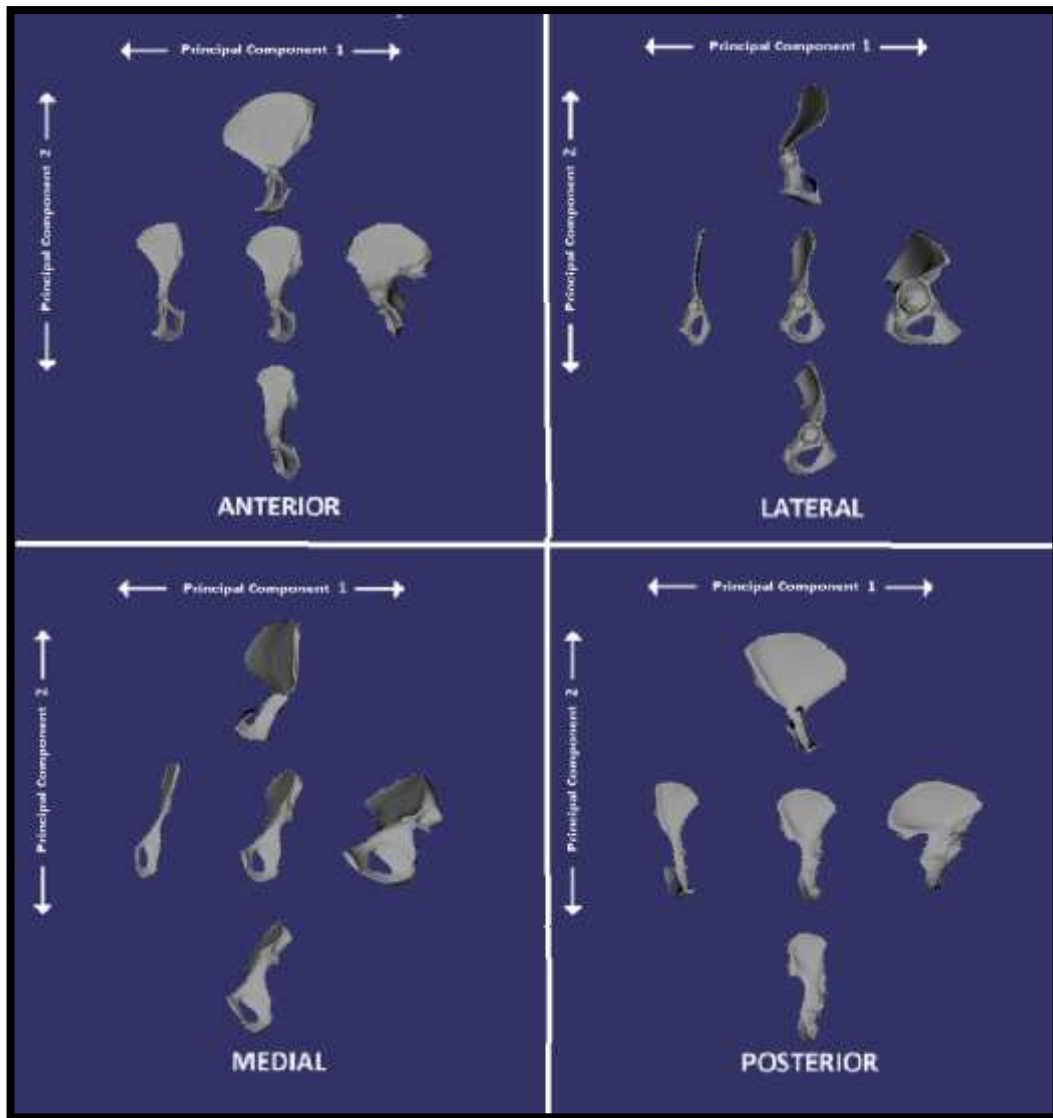 Principal Component 1
Principal Component 2
ANTERIOR
Principal Component 1
Principal Component 2
LATERAL
Principal Component 1
Principal Component 2
MEDIAL
Principal Component 1
Principal Component 2
POSTERIOR